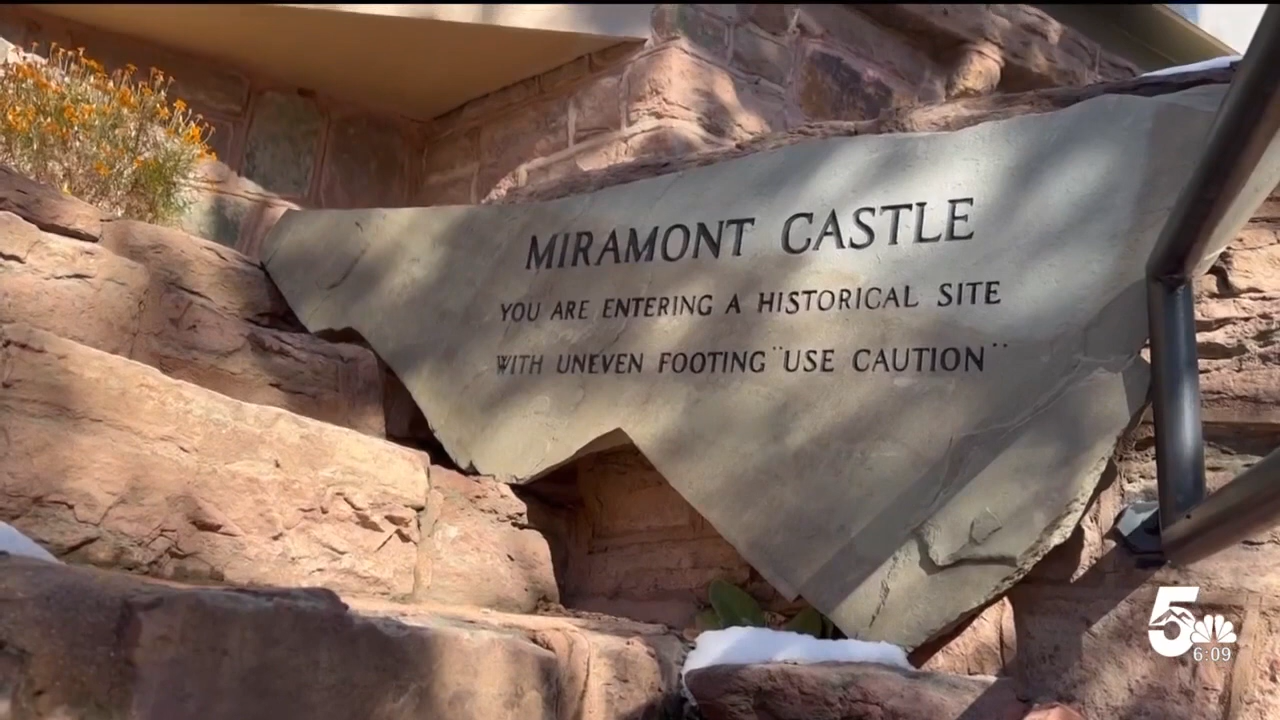 MIRAMONT CASTLE
YOU ARE ENTERING A HISTORICAL SITE
WITH UNEVEN FOOTING "USE CAUTION"
5
6:09